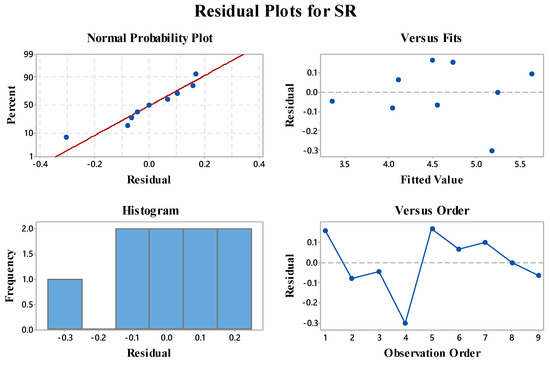 Residual Plots for SR
Normal Probability Plot
Versus Fits
99
90
50
10
1
Percent
-0.4 -0.2 0.0 0.2 0.4
Residual
0.1
0.0
-0.1
-0.2
-0.3
Residual
3.5 4.0 4.5 5.0 5.5
Fitted Value
Histogram
Versus Order
2.0
1.5
1.0
0.5
0.0
Frequency
-0.3 -0.2 -0.1 0.0 0.1 0.2
Residual
0.1
0.0
-0.1
-0.2
-0.3
Residual
1 2 3 4 5 6 7 8 9
Observation Order